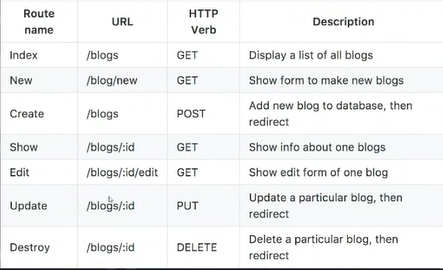 Route name URL HTTP Verb Description
Index /blogs GET Display a list of all blogs
New /blog/new GET Show form to make new blogs
Create /blogs POST Add new blog to database, then redirect
Show /blogs/:id GET Show info about one blogs
Edit /blogs/:id/edit GET Show edit form of one blog
Update /blogs/:id PUT Update a particular blog, then redirect
Destroy /blogs/:id DELETE Delete a particular blog, then redirect